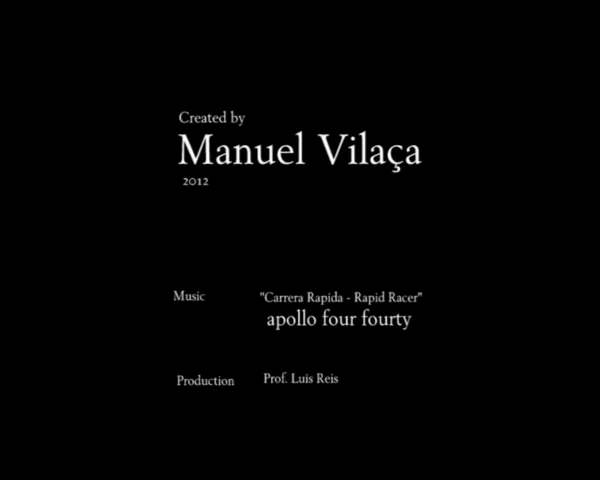 Created by
Manuel Vilaça
2012
Music
"Carrera Rapida - Rapid Racer"
apollo four fourty
Production
Prof. Luis Reis